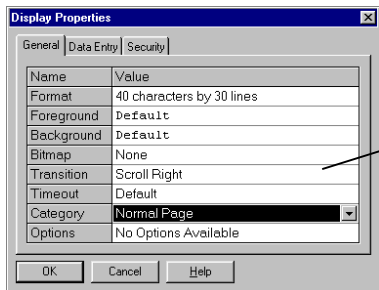 Display Properties
General Data Entry Security
Name Value
Format 40 characters by 30 lines
Foreground Default
Background Default
Bitmap None
Transition Scroll Right
Timeout Default
Category Normal Page
Options No Options Available
OK Cancel Help